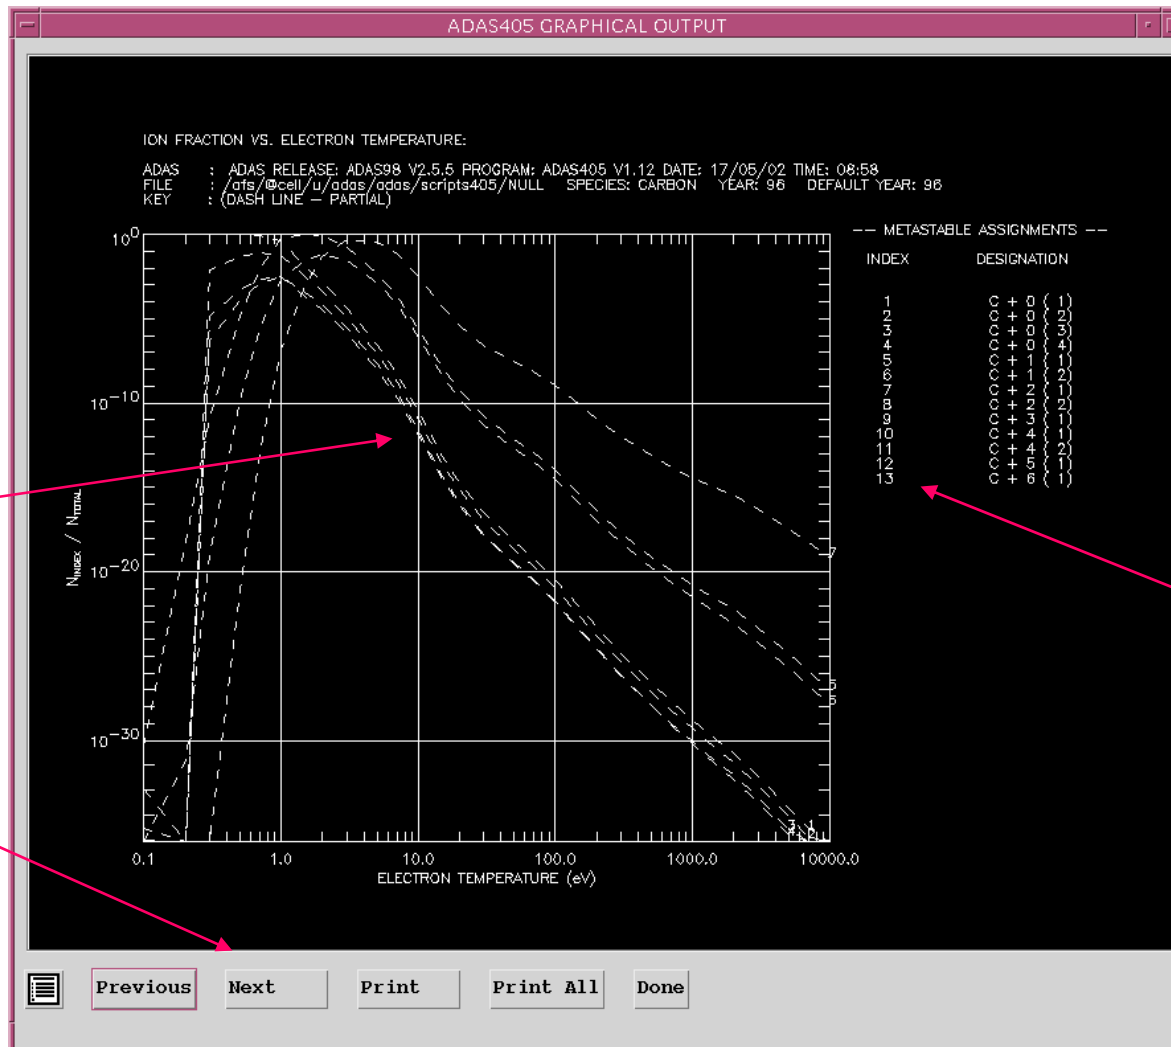 ADAS405 GRAPHICAL OUTPUT
ION FRACTION VS. ELECTRON TEMPERATURE:
ADAS : ADAS RELEASE: ADAS98 V2.5.5 PROGRAM: ADAS405 V1.12 DATE: 17/05/02 TIME: 08:58
FILE : /afs/@cell/u/adas/adas/scripts405/NULL SPECIES: CARBON YEAR: 96 DEFAULT YEAR: 96
KEY : (DASH LINE – PARTIAL)
-- METASTABLE ASSIGNMENTS --
INDEX DESIGNATION
1 C + 0 ( 1)
2 C + 0 ( 2)
3 C + 0 ( 3)
4 C + 0 ( 4)
5 C + 1 ( 1)
6 C + 1 ( 2)
7 C + 2 ( 1)
8 C + 2 ( 2)
9 C + 3 ( 1)
10 C + 4 ( 1)
11 C + 4 ( 2)
12 C + 5 ( 1)
13 C + 6 ( 1)
10^0
10^-10
10^-20
10^-30
N_INDEX / N_TOTAL
7
5
6
3 1
4 2
0.1 1.0 10.0 100.0 1000.0 10000.0
ELECTRON TEMPERATURE (eV)
Previous Next Print Print All Done